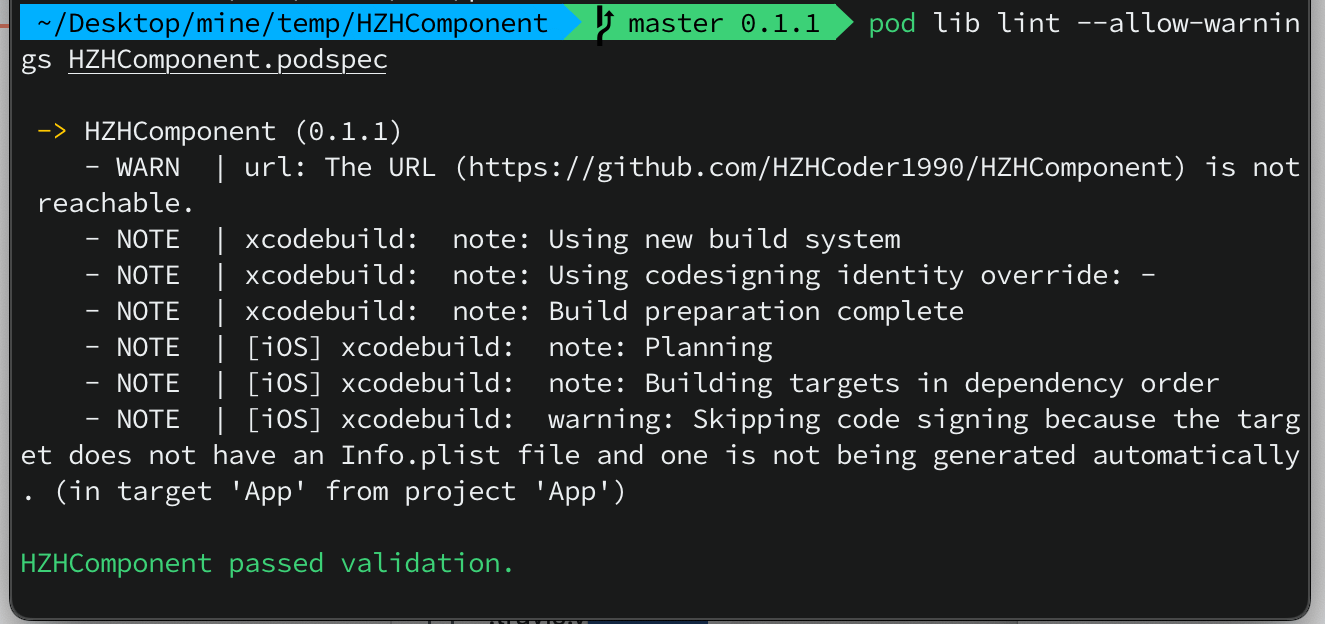 ~/Desktop/mine/temp/HZHComponent master 0.1.1 pod lib lint --allow-warnin
gs HZHComponent.podspec
-> HZHComponent (0.1.1)
- WARN | url: The URL (https://github.com/HZHCoder1990/HZHComponent) is not
reachable.
- NOTE | xcodebuild: note: Using new build system
- NOTE | xcodebuild: note: Using codesigning identity override: -
- NOTE | xcodebuild: note: Build preparation complete
- NOTE | [iOS] xcodebuild: note: Planning
- NOTE | [iOS] xcodebuild: note: Building targets in dependency order
- NOTE | [iOS] xcodebuild: warning: Skipping code signing because the targ
et does not have an Info.plist file and one is not being generated automatically
. (in target 'App' from project 'App')
HZHComponent passed validation.